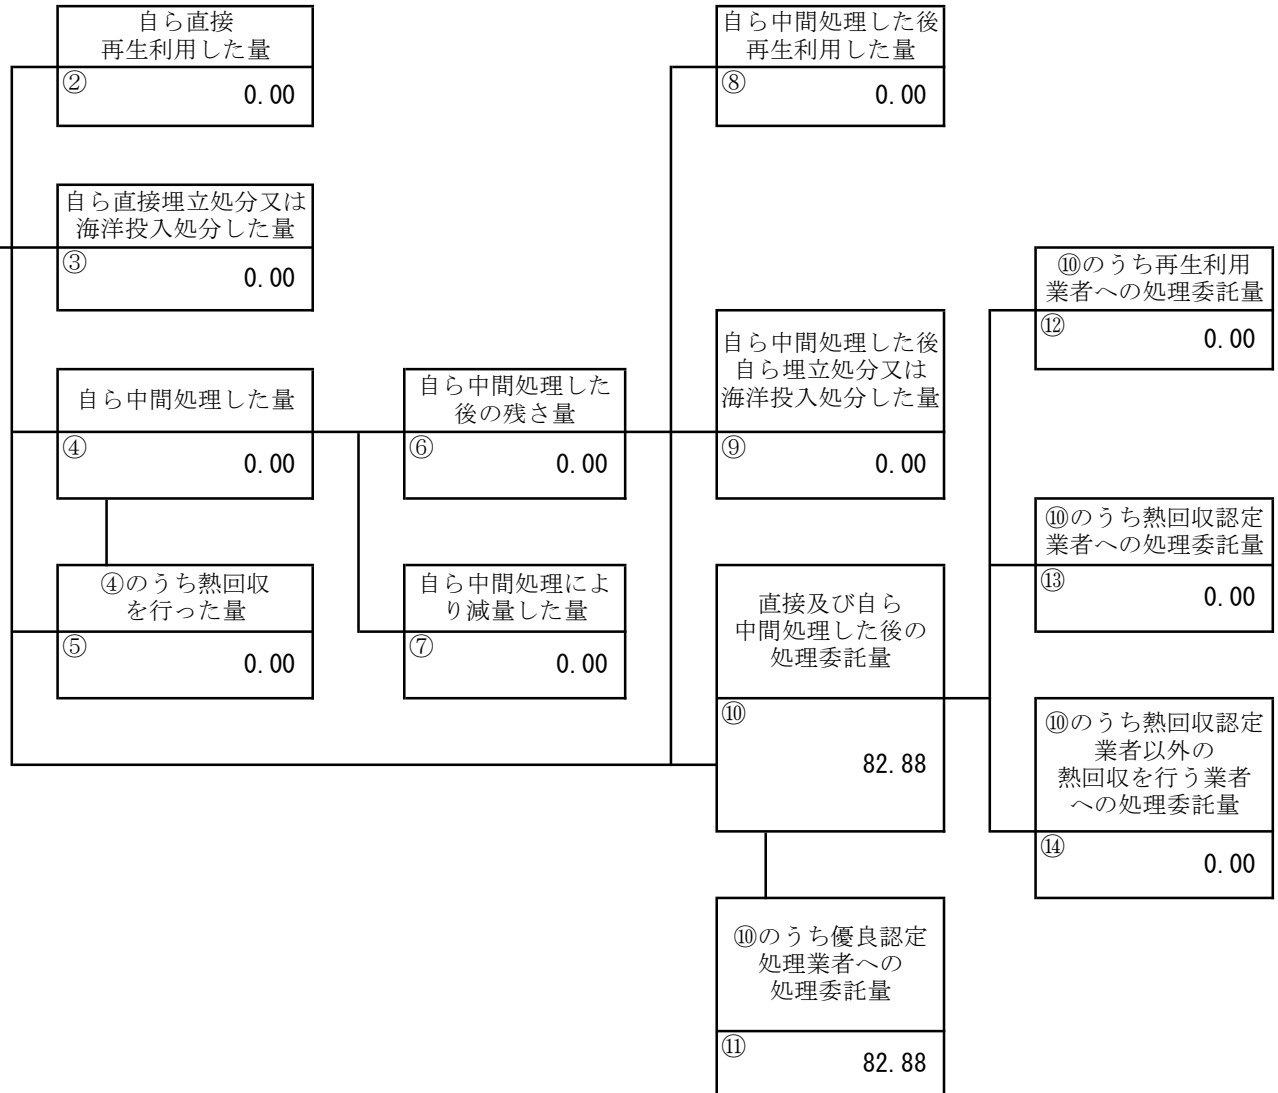 自ら直接
再生利用した量
②
0.00
自ら直接埋立処分又は
海洋投入処分した量
③
0.00
自ら中間処理した量
④
0.00
④のうち熱回収
を行った量
⑤
0.00
自ら中間処理した
後の残さ量
⑥
0.00
自ら中間処理によ
り減量した量
⑦
0.00
自ら中間処理した後
再生利用した量
⑧
0.00
自ら中間処理した後
自ら埋立処分又は
海洋投入処分した量
⑨
0.00
直接及び自ら
中間処理した後の
処理委託量
⑩
82.88
⑩のうち優良認定
処理業者への
処理委託量
⑪
82.88
⑩のうち再生利用
業者への処理委託量
⑫
0.00
⑩のうち熱回収認定
業者への処理委託量
⑬
0.00
⑩のうち熱回収認定
業者以外の
熱回収を行う業者
への処理委託量
⑭
0.00